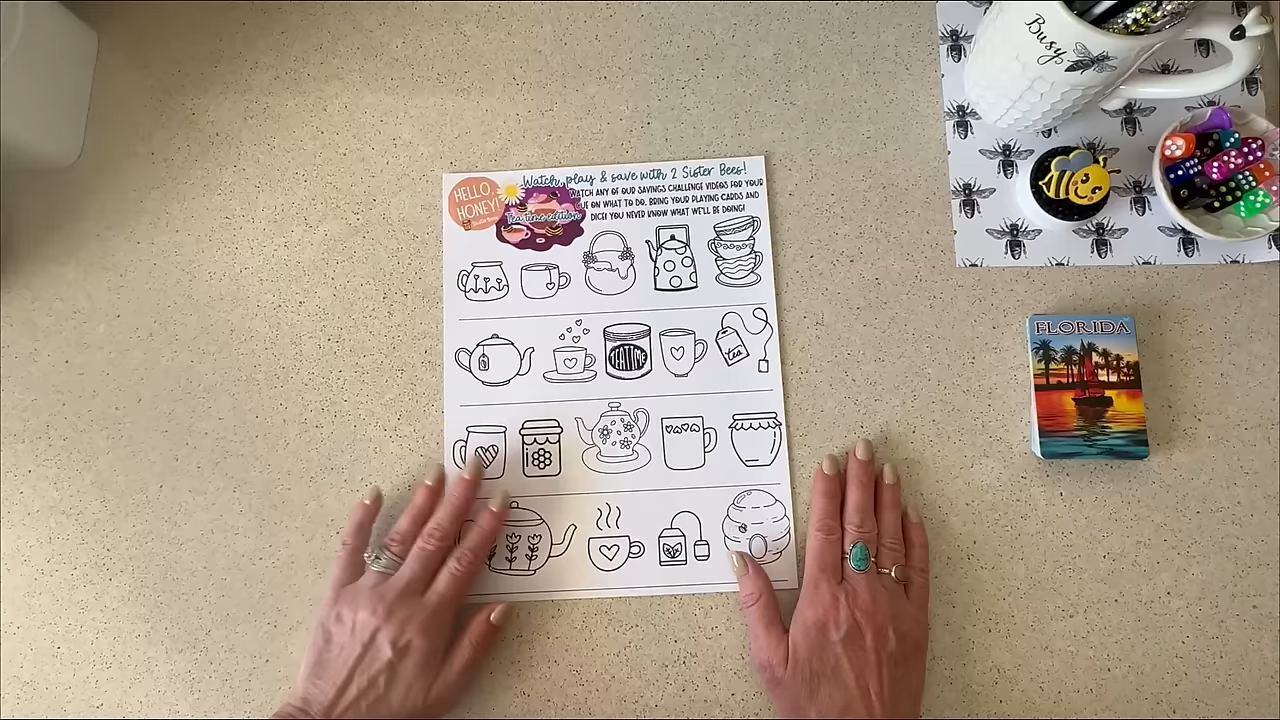 Busy
Watch, play & save with 2 Sister Bees!
HELLO, HONEY!
WATCH ANY OF OUR SAVINGS CHALLENGE VIDEOS FOR YOUR
CUE ON WHAT TO DO. BRING YOUR PLAYING CARDS AND
DICE! YOU NEVER KNOW WHAT WE'LL BE DOING!
Tea time edition
FLORIDA
TEA TIME
tea